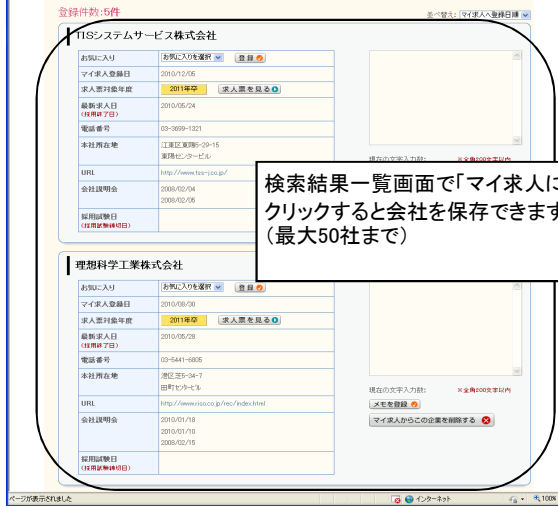 登録件数:5件
並べ替え: マイ求人へ登録日順
TISシステムサービス株式会社
お気に入り お気に入りを選択 登録
マイ求人登録日 2010/12/05
求人票対象年度 2011年卒 求人票を見る
最新求人日 2010/05/24
(採用終了日)
電話番号 03-3699-1321
本社所在地 江東区東陽5-29-15
東陽センタービル
現在の文字入力数: ※全角200文字以内
URL http://www.tss-j.co.jp/
会社説明会 2008/02/04
2008/02/05
採用試験日
(採用試験締切日)
検索結果一覧画面で「マイ求人に
クリックすると会社を保存できます
(最大50社まで)
理想科学工業株式会社
お気に入り お気に入りを選択 登録
マイ求人登録日 2010/08/30
求人票対象年度 2011年卒 求人票を見る
最新求人日 2010/05/28
(採用終了日)
電話番号 03-5441-6605
本社所在地 港区芝5-34-7
田町センタービル
現在の文字入力数: ※全角200文字以内
URL http://www.riso.co.jp/rec/index.html
メモを登録
会社説明会 2010/01/18
マイ求人からこの企業を削除する
2010/01/10
2008/02/15
採用試験日
(採用試験締切日)
ページが表示されました インターネット 100%